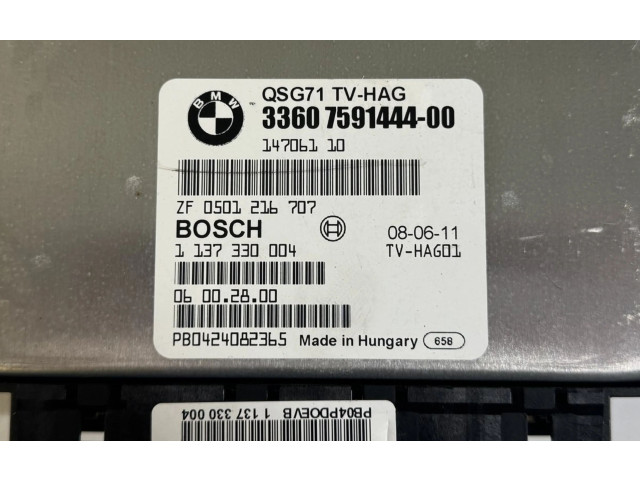 BMW
QSG71 TV-HAG
3360 7591444-00
147061 10
ZF 0501 216 707
BOSCH 08-06-11
1 137 330 004 TV-HAG01
06 00.28.00
PB0424082365 Made in Hungary 658
PB04PDOEVB 1 137 330 004